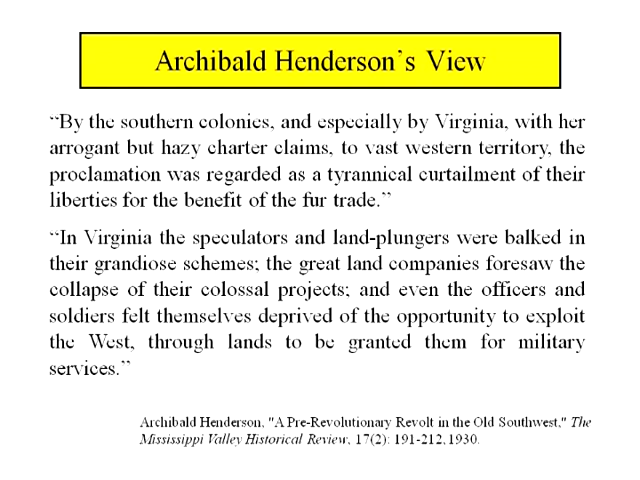 Archibald Henderson's View
“By the southern colonies, and especially by Virginia, with her
arrogant but hazy charter claims, to vast western territory, the
proclamation was regarded as a tyrannical curtailment of their
liberties for the benefit of the fur trade.”
“In Virginia the speculators and land-plungers were balked in
their grandiose schemes; the great land companies foresaw the
collapse of their colossal projects; and even the officers and
soldiers felt themselves deprived of the opportunity to exploit
the West, through lands to be granted them for military
services.”
Archibald Henderson, "A Pre-Revolutionary Revolt in the Old Southwest," The
Mississippi Valley Historical Review, 17(2): 191-212, 1930.